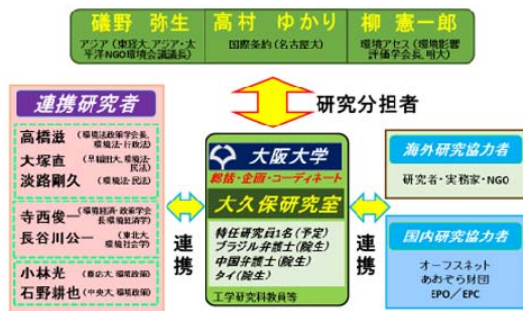 礒野 弥生
アジア(東経大、アジア・太
平洋NGO環境会議議長)
高村 ゆかり
国際条約(名古屋大)
柳 憲一郎
環境アセス(環境影響
評価学会長、明大)
研究分担者
連携研究者
高橋滋 (環境法政策学会長、
環境法・行政法)
大塚直 (早稲田大、環境法・
民法)
淡路剛久 (環境法・民法)
寺西俊一 (環境経済・政策学会
長環境経済学)
長谷川公一 (東北大、
環境社会学)
小林光 (慶応大、環境政策)
石野耕也 (中央大、環境政策)
連携
大阪大学
総括・企画・コーディネート
大久保研究室
特任研究員1名(予定)
ブラジル弁護士(院生)
中国弁護士(院生)
タイ(院生)
工学研究科教員等
連携
海外研究協力者
研究者・実務家・NGO
国内研究協力者
オーフスネット
あおぞら財団
EPO/EPC